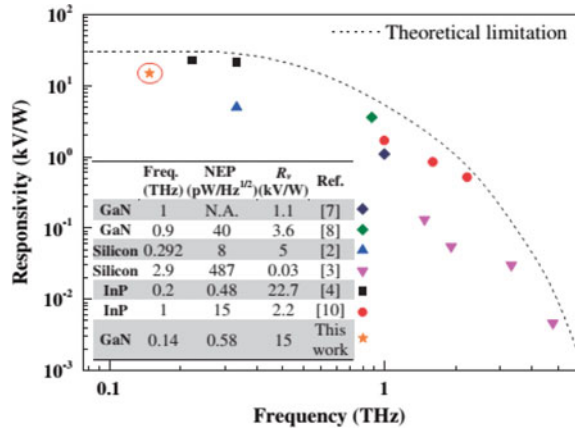 10²
Theoretical limitation
10¹
10⁰
10⁻¹
10⁻²
10⁻³
Responsivity (kV/W)
Freq. (THz) NEP (pW/Hz¹/²) Rᵥ (kV/W) Ref.
GaN 1 N.A. 1.1 [7]
GaN 0.9 40 3.6 [8]
Silicon 0.292 8 5 [2]
Silicon 2.9 487 0.03 [3]
InP 0.2 0.48 22.7 [4]
InP 1 15 2.2 [10]
GaN 0.14 0.58 15 This work
0.1 1
Frequency (THz)